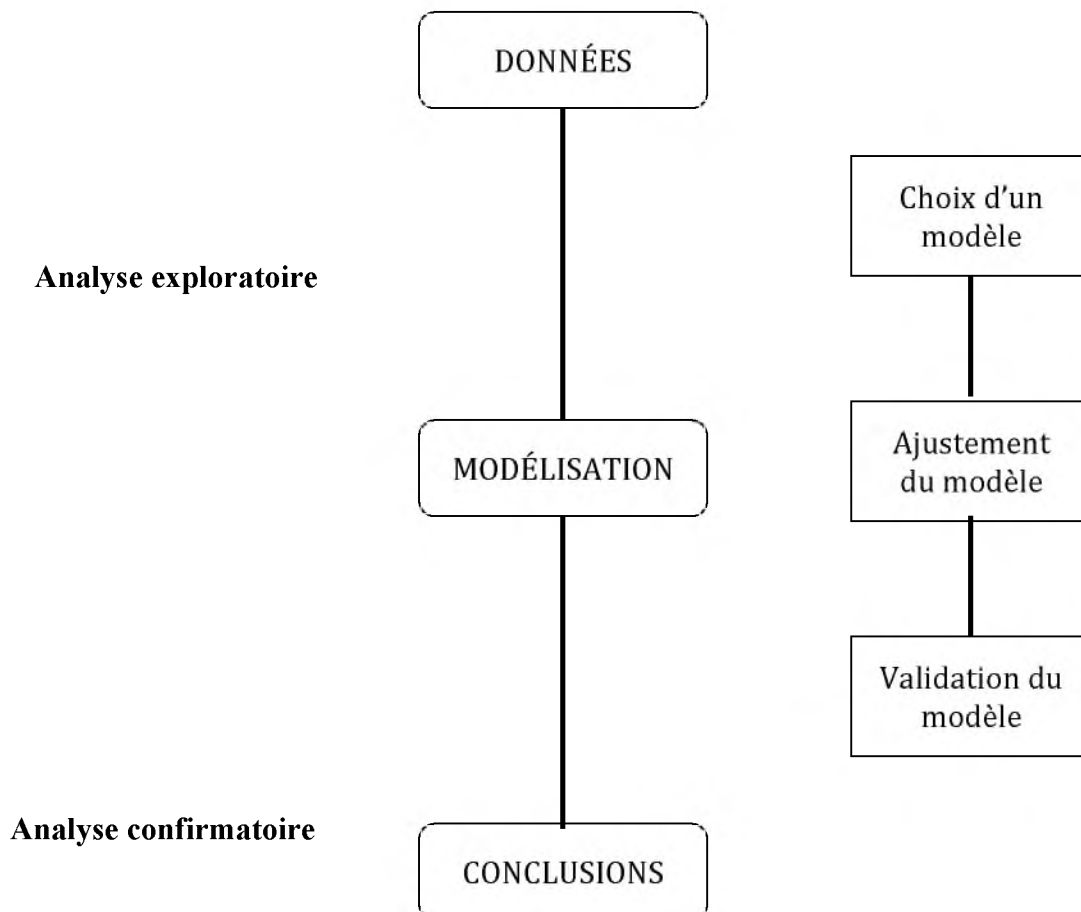 DONNÉES
Choix d’un
modèle
Analyse exploratoire
Ajustement
du modèle
MODÉLISATION
Validation du
modèle
Analyse confirmatoire
CONCLUSIONS